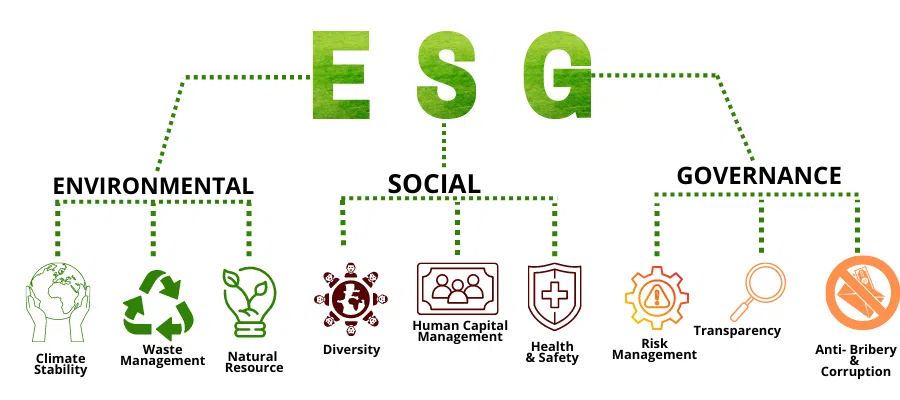 E S G
ENVIRONMENTAL
SOCIAL
GOVERNANCE
Climate
Stability
Waste
Management
Natural
Resource
Diversity
Human Capital
Management
Health
& Safety
Risk
Management
Transparency
Anti- Bribery
&
Corruption